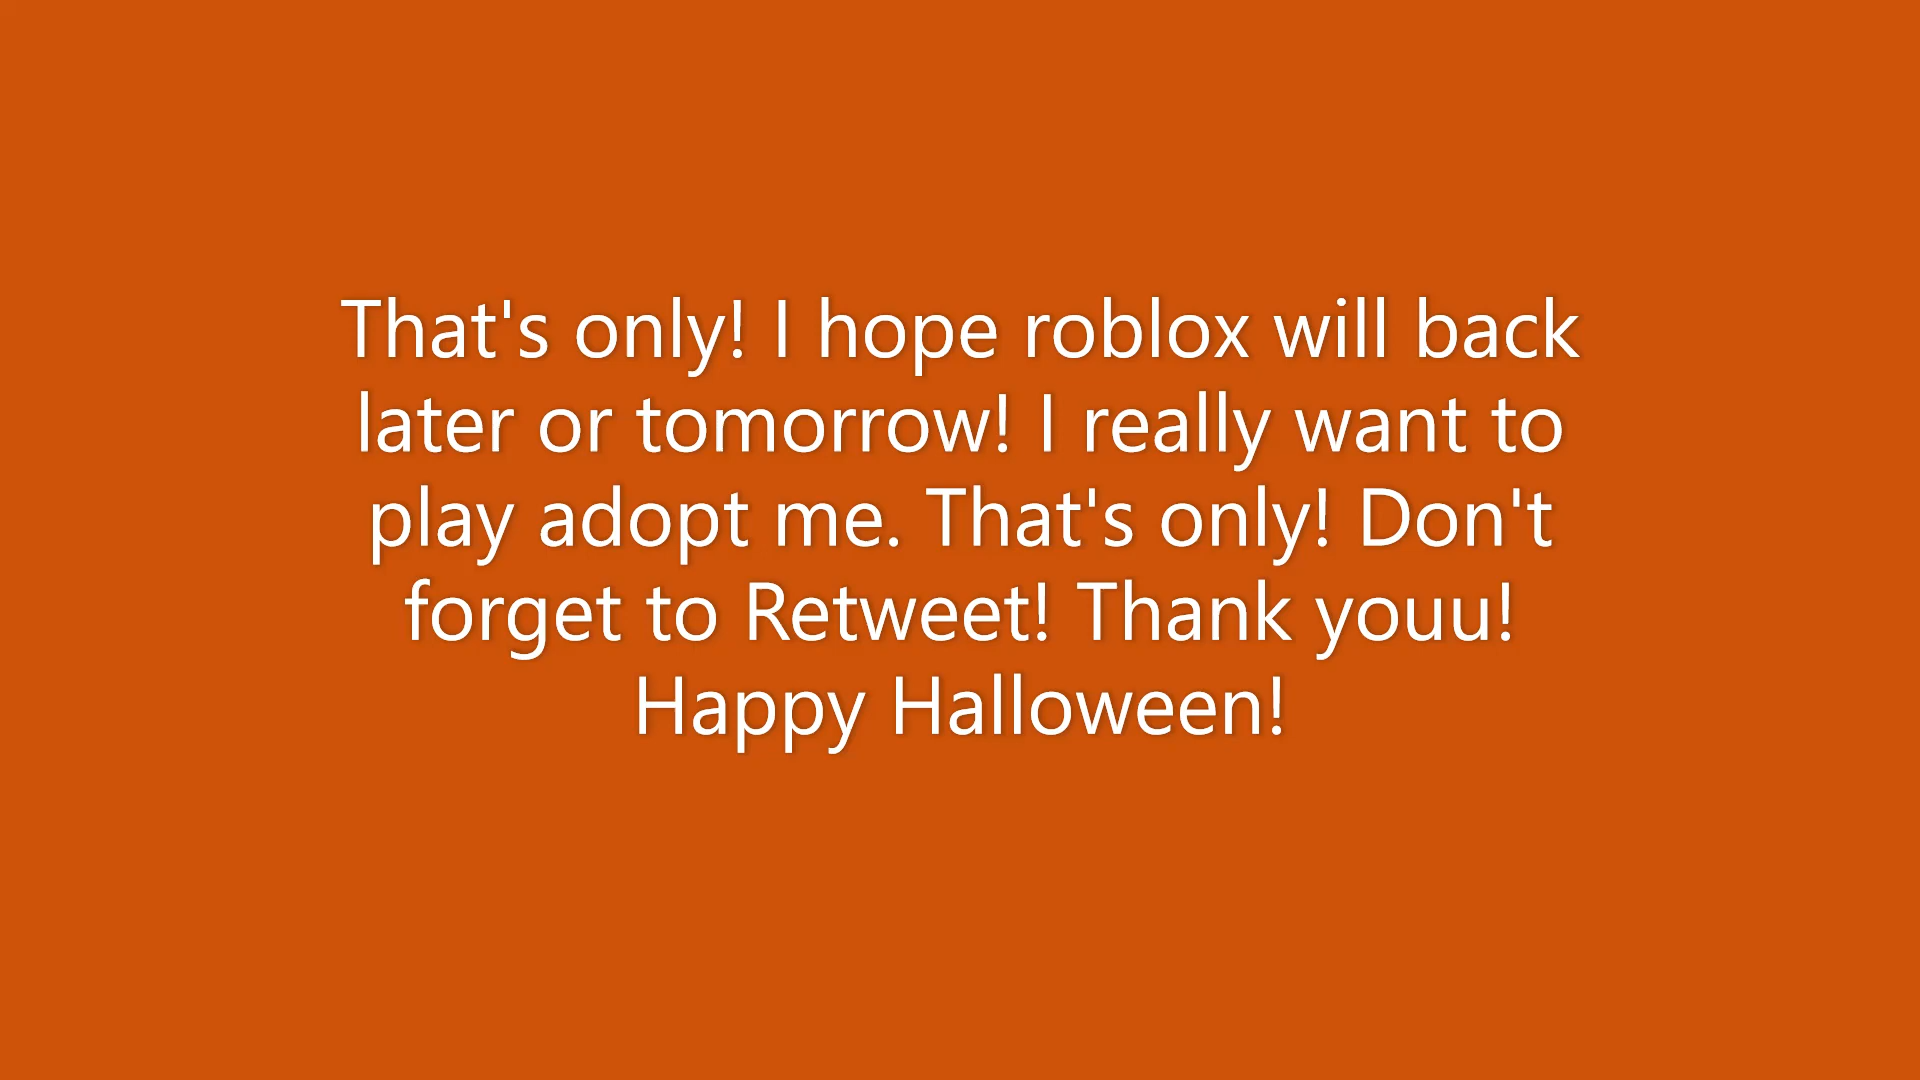 That's only! I hope roblox will back
later or tomorrow! I really want to
play adopt me. That's only! Don't
forget to Retweet! Thank youu!
Happy Halloween!